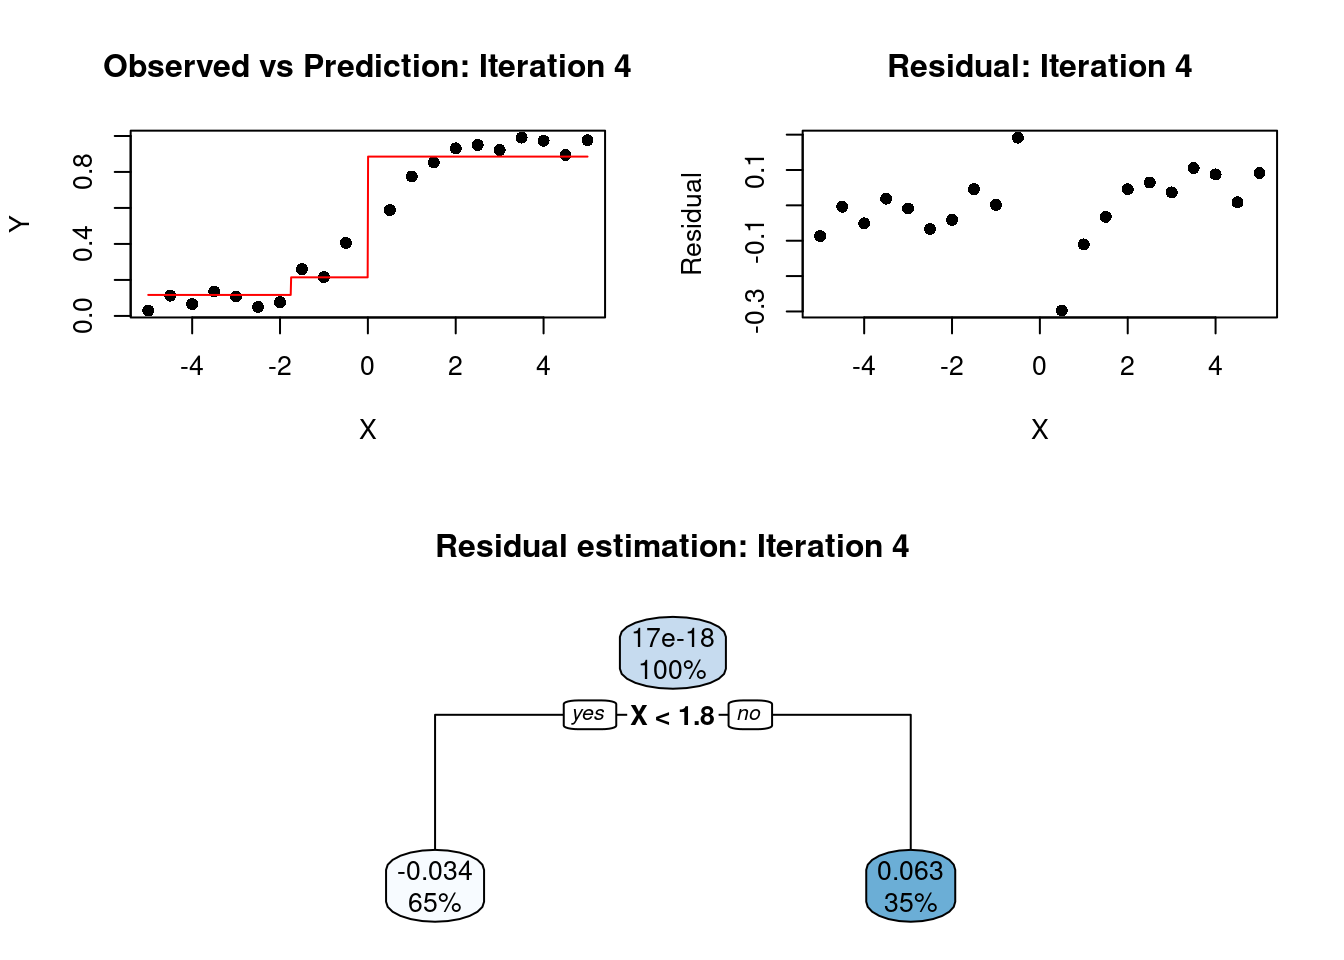 Observed vs Prediction: Iteration 4
Y
0.0 0.4 0.8
-4 -2 0 2 4
X
Residual: Iteration 4
Residual
-0.3 -0.1 0.1
-4 -2 0 2 4
X
Residual estimation: Iteration 4
17e-18
100%
yes X < 1.8 no
-0.034
65%
0.063
35%